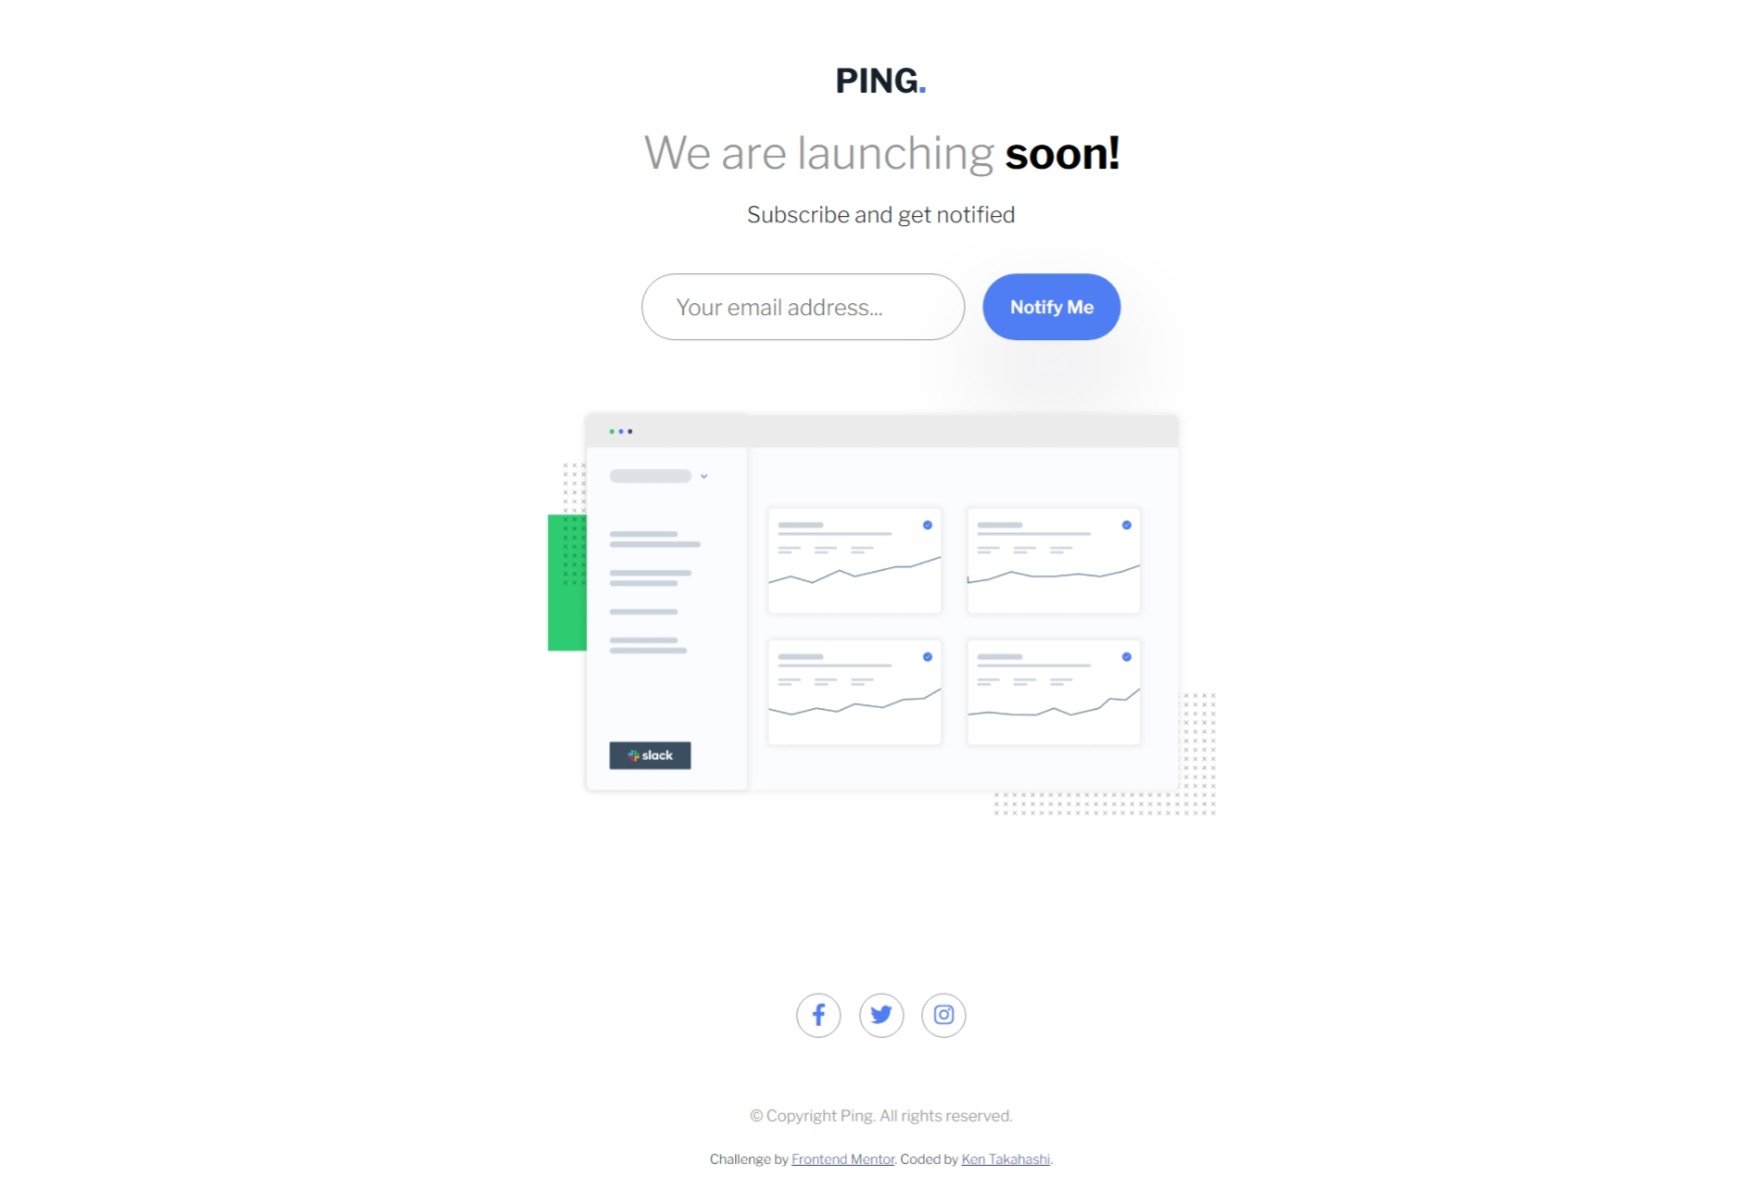 PING.
We are launching soon!
Subscribe and get notified
Your email address...
Notify Me
slack
© Copyright Ping. All rights reserved.
Challenge by Frontend Mentor. Coded by Ken Takahashi.